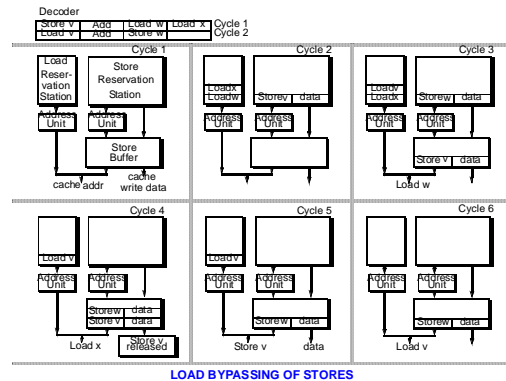 Decoder
Store v Add Load w Load x Cycle 1
Load v Add Store w Cycle 2
Cycle 1
Load Reser- vation Station
Store Reservation Station
Address Unit
Address Unit
Store Buffer
cache addr
cache write data
Cycle 2
Loadx
Loadw
Storev data
Address Unit
Address Unit
Cycle 3
Loadv
Loadx
Storew data
Address Unit
Address Unit
Store v data
Load w
Cycle 4
Load v
Address Unit
Address Unit
Storew data
Store v data
Load x
Store v released
Cycle 5
Load v
Address Unit
Address Unit
Storew data
Store v
data
Cycle 6
Address Unit
Address Unit
Storew data
Load v
LOAD BYPASSING OF STORES